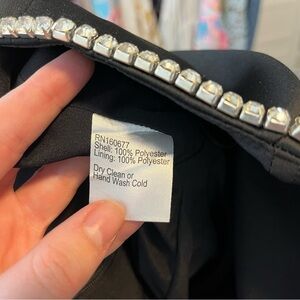 RN160677
Shell: 100% Polyester
Lining: 100% Polyester
Dry Clean or
Hand Wash Cold